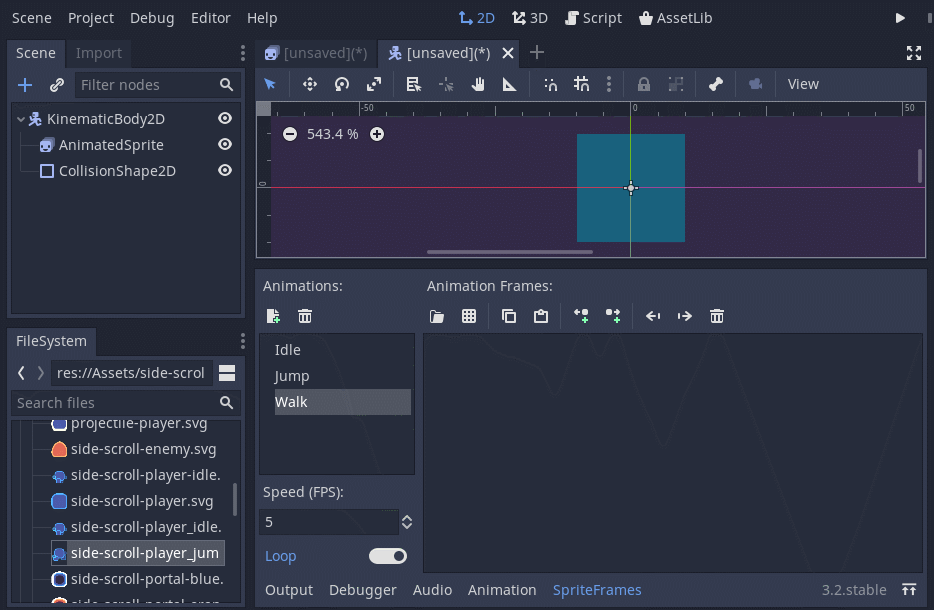 Scene Project Debug Editor Help 2D 3D Script AssetLib
Scene Import [unsaved](*) [unsaved](*)
Filter nodes View
-50 0 50
KinematicBody2D
543.4 %
AnimatedSprite
CollisionShape2D
0
Animations: Animation Frames:
FileSystem
Idle
res://Assets/side-scrol
Jump
Search files
Walk
projectile-player.svg
side-scroll-enemy.svg
side-scroll-player-idle.
Speed (FPS):
side-scroll-player.svg
5
side-scroll-player_idle.
side-scroll-player_jum
Loop
side-scroll-portal-blue.
Output Debugger Audio Animation SpriteFrames 3.2.stable